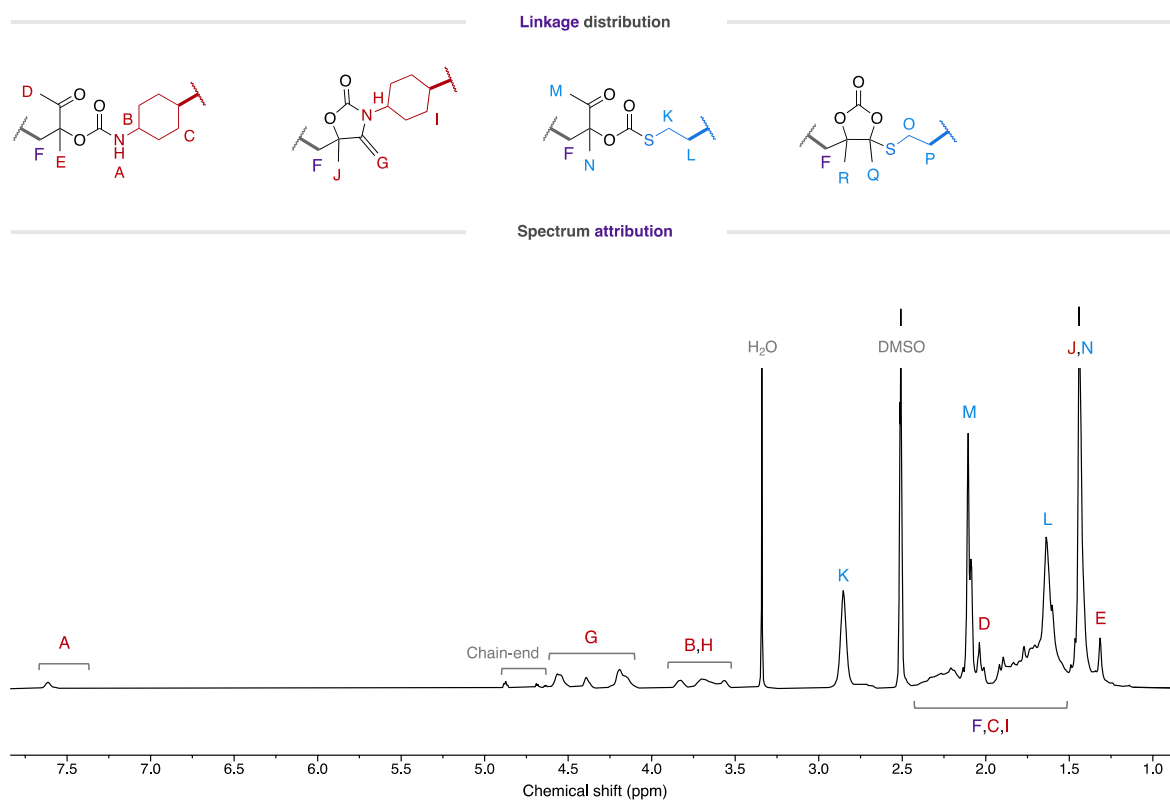 Linkage distribution
D
O
O
O
N
H
B
C
F
E
A
O
O
N
H
I
F
J
G
M
O
O
O
S
K
L
F
N
O
O
O
S
O
P
F
R
Q
Spectrum attribution
H2O
DMSO
J,N
M
L
K
D
E
A
G
B,H
Chain-end
F,C,I
7.5 7.0 6.5 6.0 5.5 5.0 4.5 4.0 3.5 3.0 2.5 2.0 1.5 1.0
Chemical shift (ppm)